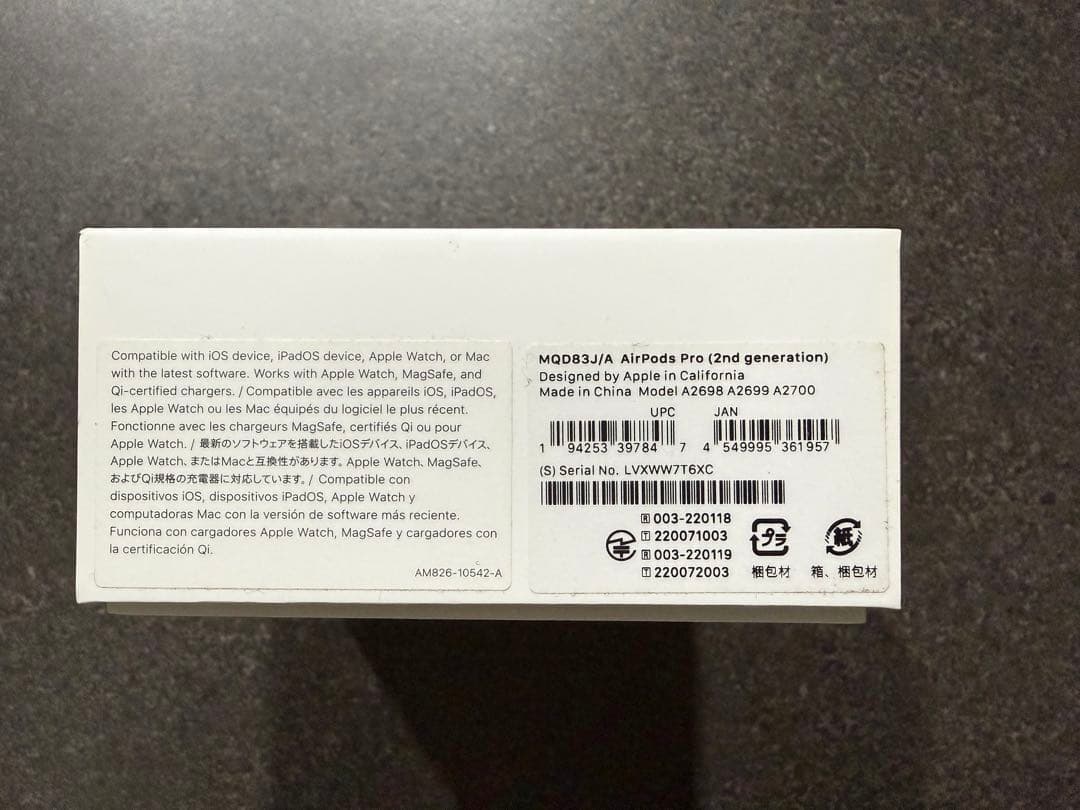 Compatible with iOS device, iPadOS device, Apple Watch, or Mac
with the latest software. Works with Apple Watch, MagSafe, and
Qi-certified chargers. / Compatible avec les appareils iOS, iPadOS,
les Apple Watch ou les Mac équipés du logiciel le plus récent.
Fonctionne avec les chargeurs MagSafe, certifiés Qi ou pour
Apple Watch. / 最新のソフトウェアを搭載したiOSデバイス、iPadOSデバイス、
Apple Watch、またはMacと互換性があります。Apple Watch、MagSafe、
およびQi規格の充電器に対応しています。/ Compatible con
dispositivos iOS, dispositivos iPadOS, Apple Watch y
computadoras Mac con la versión de software más reciente.
Funciona con cargadores Apple Watch, MagSafe y cargadores con
la certificación Qi.
AM826-10542-A
MQD83J/A AirPods Pro (2nd generation)
Designed by Apple in California
Made in China Model A2698 A2699 A2700
UPC JAN
1 94253 39784 7 4 549995 361957
(S) Serial No. LVXWW7T6XC
R 003-220118
T 220071003
R 003-220119
T 220072003
プラ
紙
梱包材 箱、梱包材